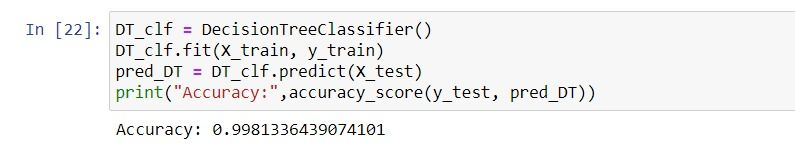 In [22]: DT_clf = DecisionTreeClassifier()
DT_clf.fit(X_train, y_train)
pred_DT = DT_clf.predict(X_test)
print("Accuracy:",accuracy_score(y_test, pred_DT))
Accuracy: 0.9981336439074101